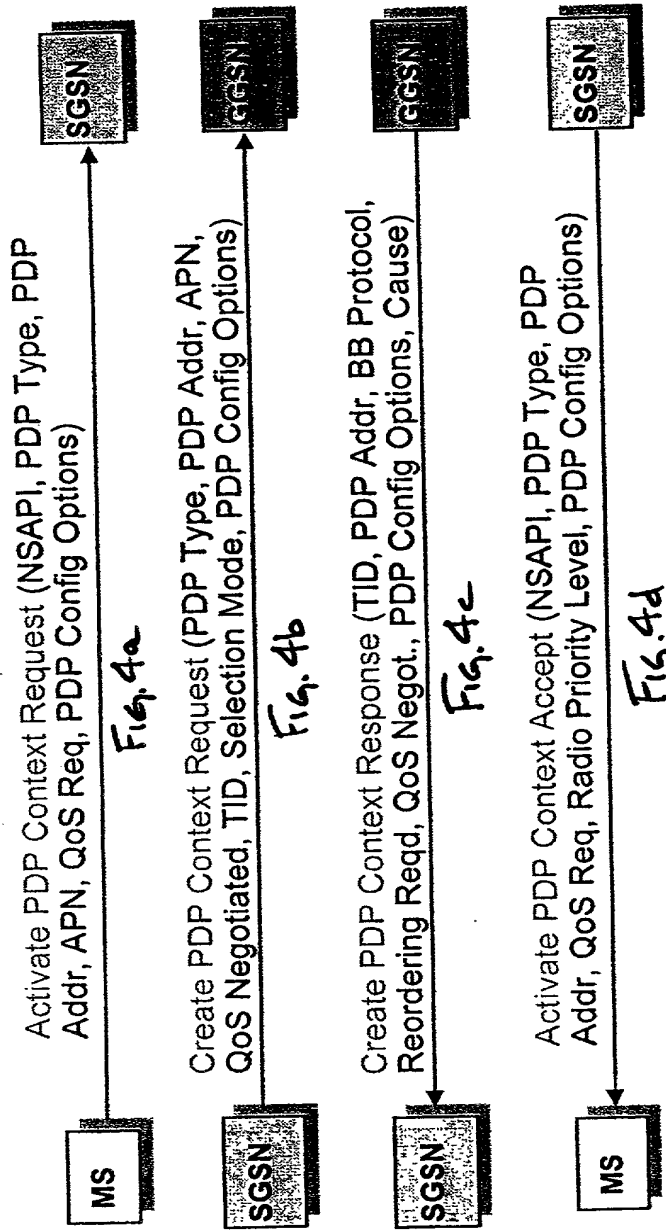 Activate PDP Context Request (NSAPI, PDP Type, PDP
Addr, APN, QoS Req, PDP Config Options)
MS
SGSN
Fig. 4a
Create PDP Context Request (PDP Type, PDP Addr, APN,
QoS Negotiated, TID, Selection Mode, PDP Config Options)
SGSN
GGSN
Fig. 4b
Create PDP Context Response (TID, PDP Addr, BB Protocol,
Reordering Reqd, QoS Negot., PDP Config Options, Cause)
SGSN
GGSN
Fig. 4c
Activate PDP Context Accept (NSAPI, PDP Type, PDP
Addr, QoS Req, Radio Priority Level, PDP Config Options)
MS
SGSN
Fig. 4d